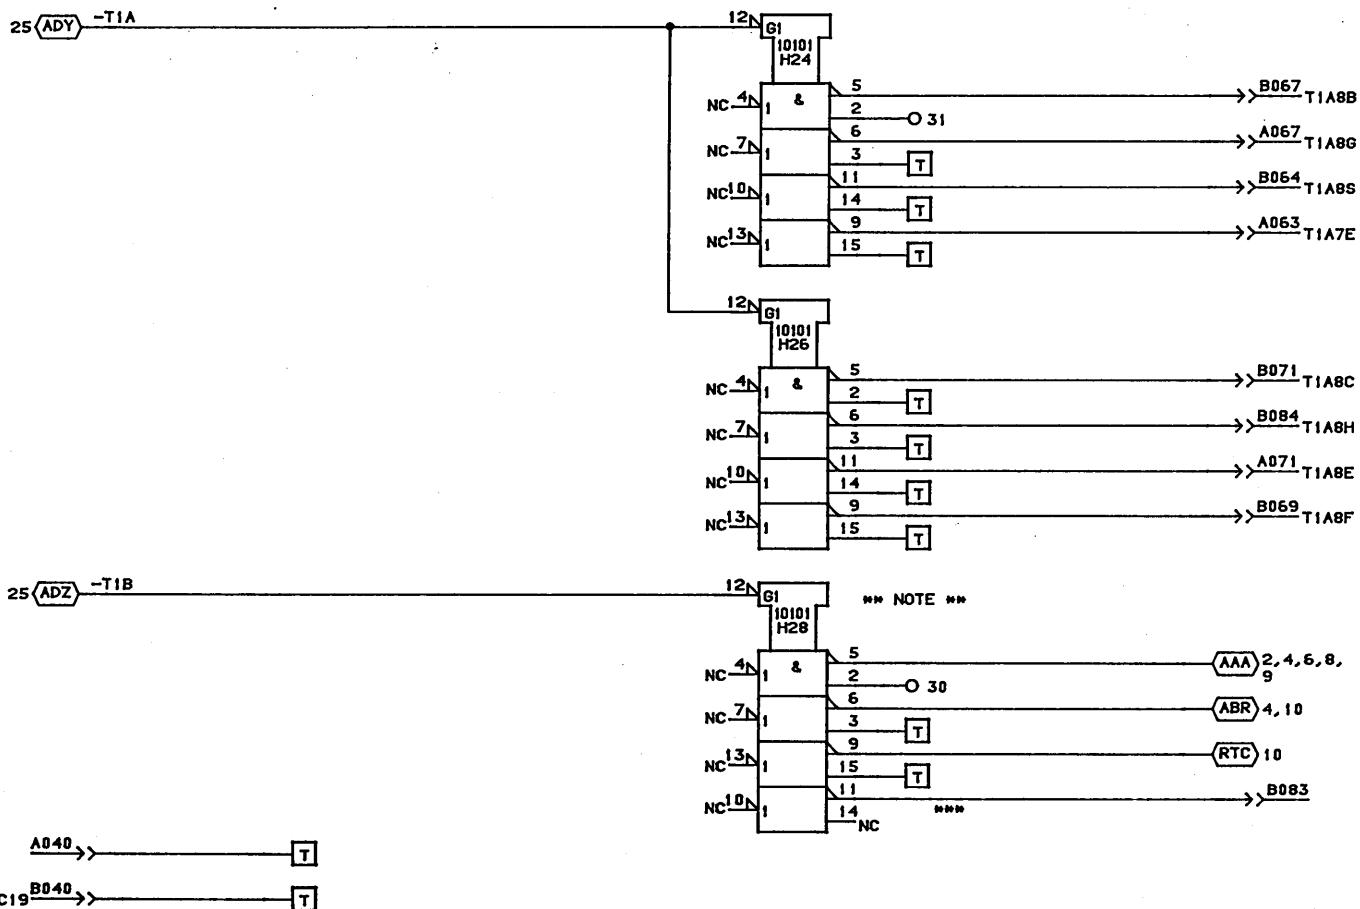 25 ADY -T1A 12 G1
10101
H24
NC 4 1 & 5 B067 T1A8B
2 31
NC 7 1 6 A067 T1A8G
3 T
NC 10 1 11 B064 T1A8S
14 T
NC 13 1 9 A063 T1A7E
15 T
12 G1
10101
H26
NC 4 1 & 5 B071 T1A8C
2 T
NC 7 1 6 B084 T1A8H
3 T
NC 10 1 11 A071 T1A8E
14 T
NC 13 1 9 B069 T1A8F
15 T
25 ADZ -T1B 12 G1 ** NOTE **
10101
H28
NC 4 1 & 5 AAA 2,4,6,8,
9
2 30
NC 7 1 6 ABR 4,10
3 T
NC 13 1 9 RTC 10
15 T
NC 10 1 11 *** B083
14 NC
A040 T
C19 B040 T